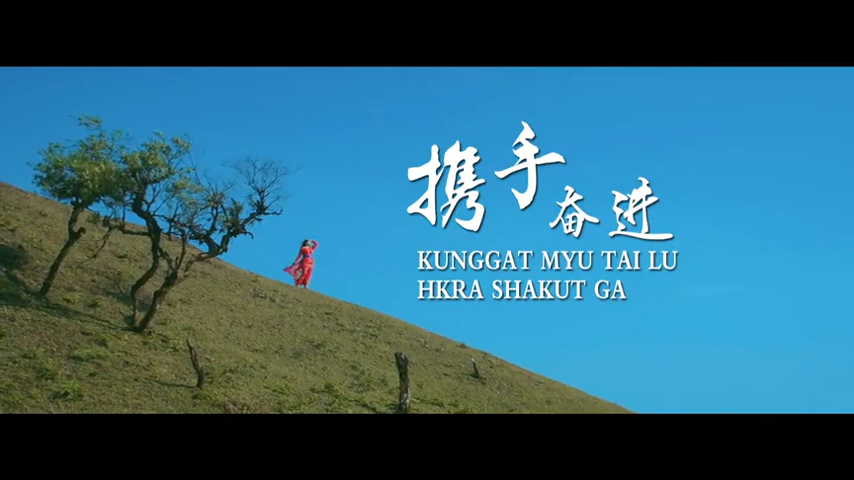 携手奋进
KUNGGAT MYU TAI LU
HKRA SHAKUT GA